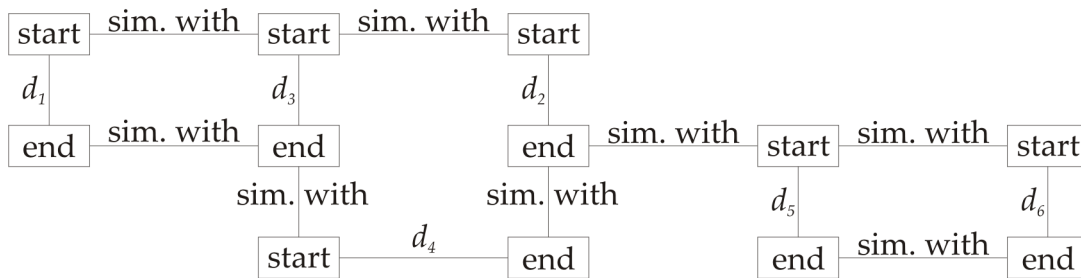 sim. with sim. with
start start start
d1 d3 d2
sim. with sim. with sim. with
end end end start start
sim. with sim. with d5 d6
d4
start end end sim. with end